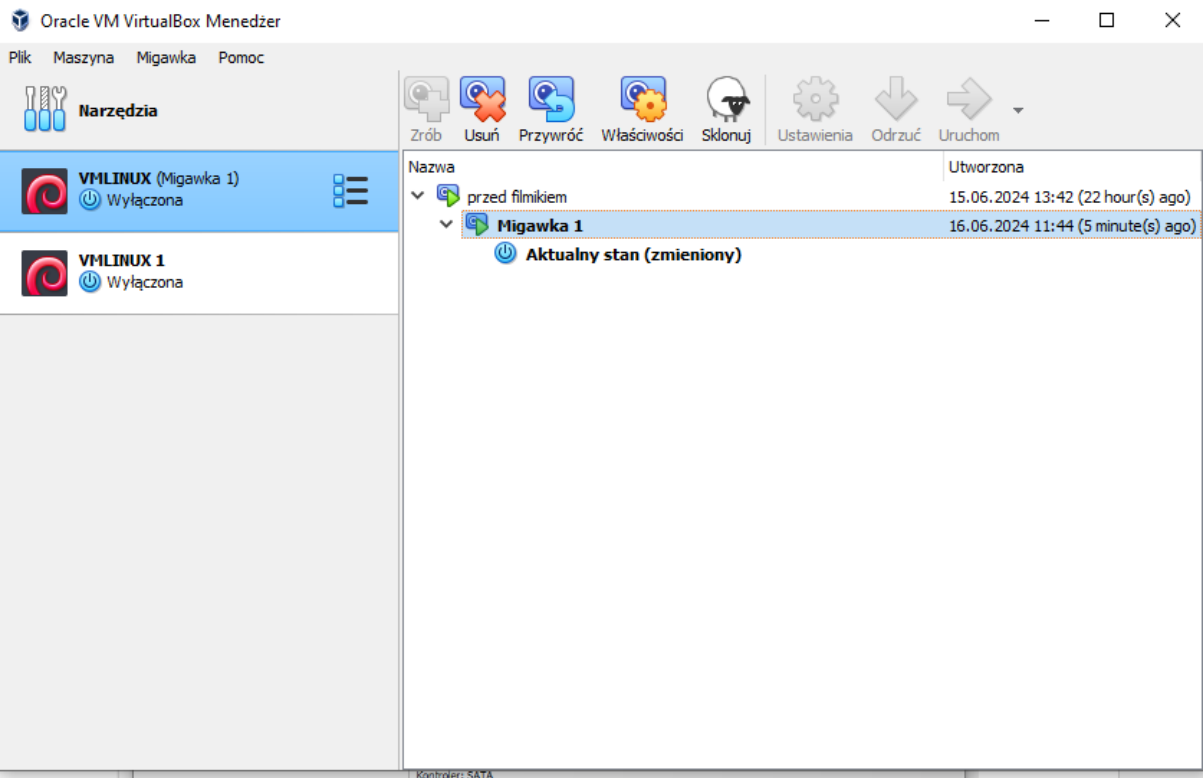 Oracle VM VirtualBox Menedżer
Plik Maszyna Migawka Pomoc
Narzędzia
Zrób Usuń Przywróć Właściwości Sklonuj Ustawienia Odrzuć Uruchom
VMLINUX (Migawka 1)
Wyłączona
VMLINUX 1
Wyłączona
Nazwa Utworzona
przed filmikiem 15.06.2024 13:42 (22 hour(s) ago)
Migawka 1 16.06.2024 11:44 (5 minute(s) ago)
Aktualny stan (zmieniony)
Kontroler: SATA